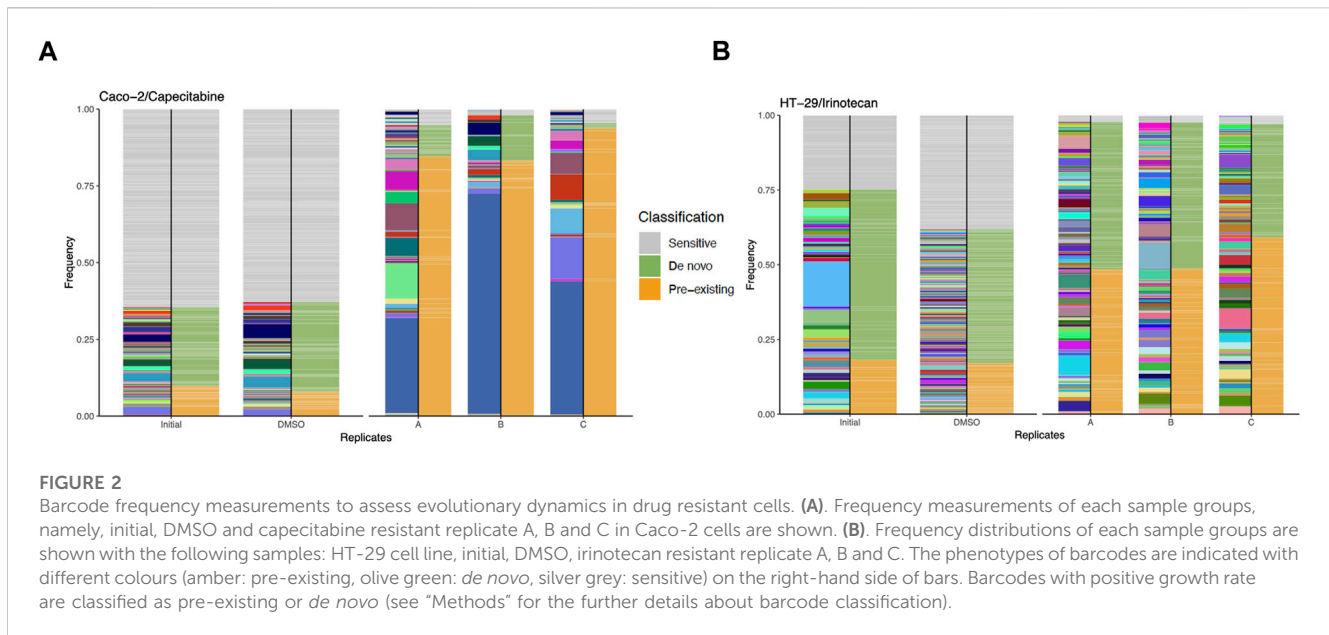 A
Caco-2/Capecitabine
1.00
0.75
0.50
0.25
0.00
Frequency
Initial
DMSO
A
B
C
Replicates
Classification
Sensitive
De novo
Pre-existing
B
HT-29/Irinotecan
1.00
0.75
0.50
0.25
0.00
Frequency
Initial
DMSO
A
B
C
Replicates
FIGURE 2
Barcode frequency measurements to assess evolutionary dynamics in drug resistant cells. (A). Frequency measurements of each sample groups,
namely, initial, DMSO and capecitabine resistant replicate A, B and C in Caco-2 cells are shown. (B). Frequency distributions of each sample groups are
shown with the following samples: HT-29 cell line, initial, DMSO, irinotecan resistant replicate A, B and C. The phenotypes of barcodes are indicated with
different colours (amber: pre-existing, olive green: de novo, silver grey: sensitive) on the right-hand side of bars. Barcodes with positive growth rate
are classified as pre-existing or de novo (see “Methods” for the further details about barcode classification).